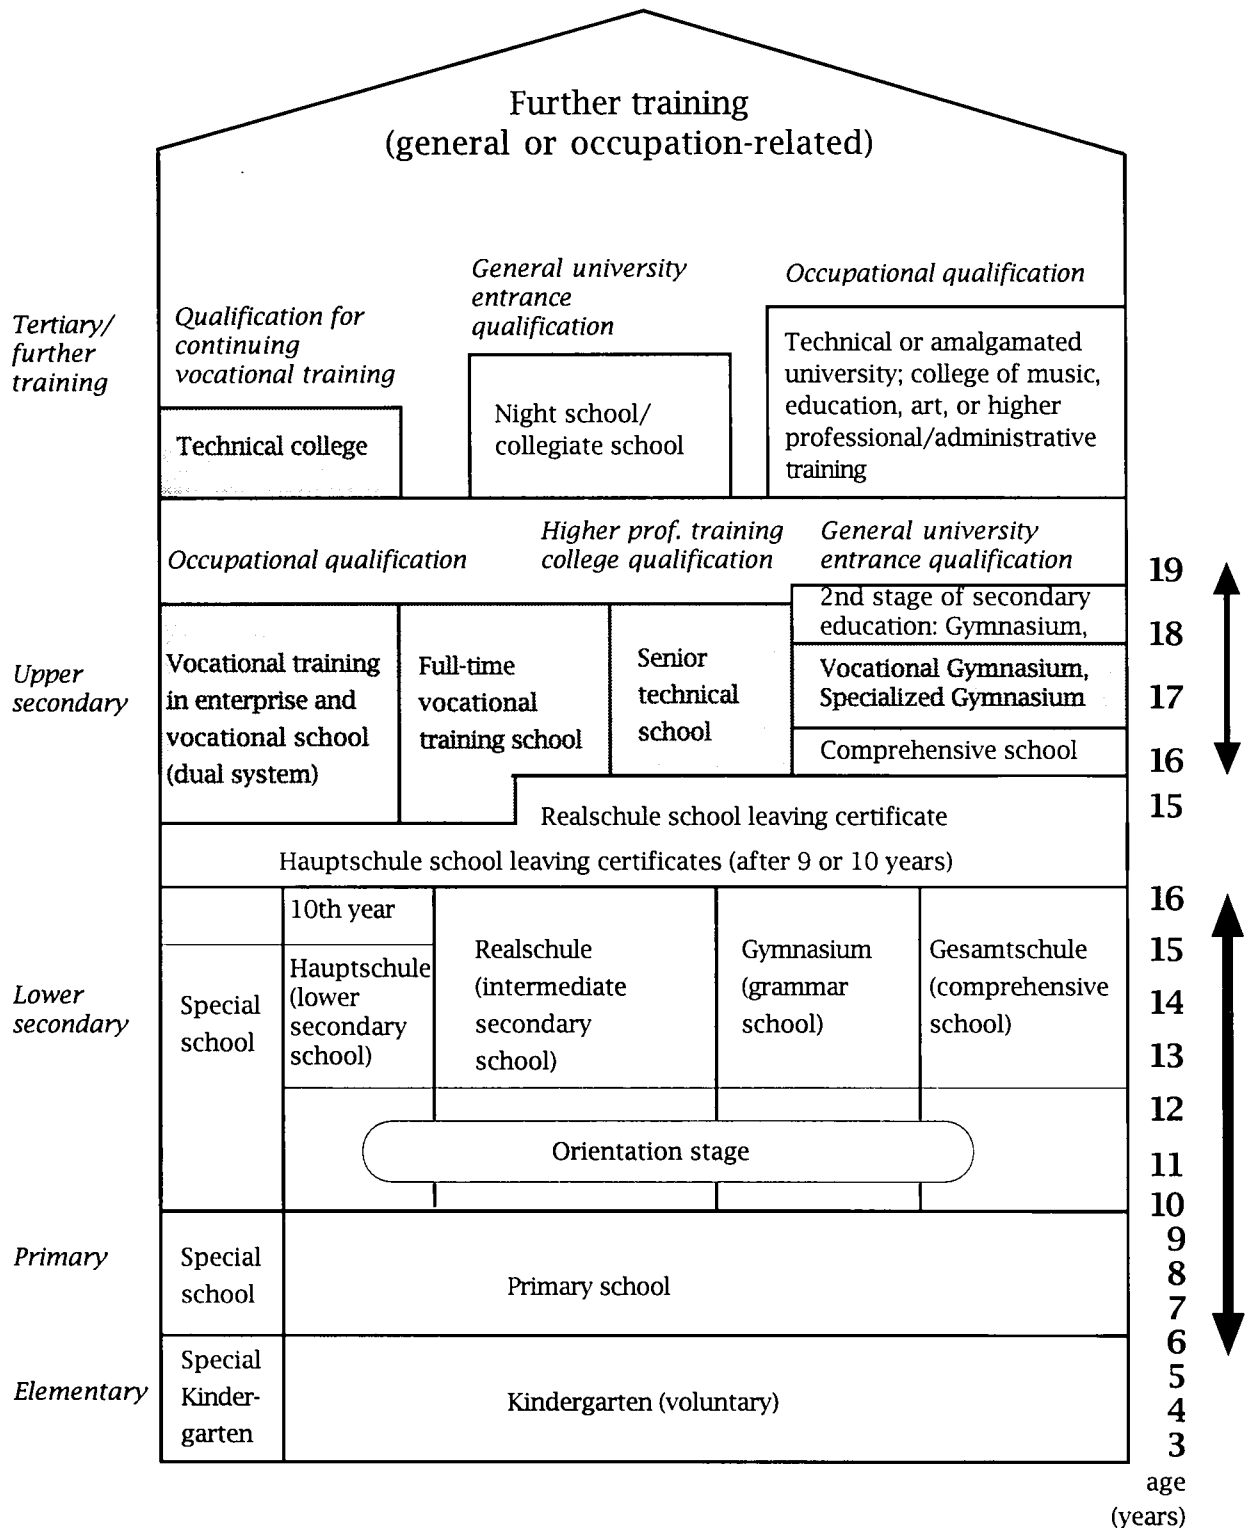 Further training
(general or occupation-related)
Tertiary/
further
training
Qualification for
continuing
vocational training
General university
entrance
qualification
Occupational qualification
Technical college
Night school/
collegiate school
Technical or amalgamated
university; college of music,
education, art, or higher
professional/administrative
training
Occupational qualification
Higher prof. training
college qualification
General university
entrance qualification
Upper
secondary
Vocational training
in enterprise and
vocational school
(dual system)
Full-time
vocational
training school
Senior
technical
school
2nd stage of secondary
education: Gymnasium,
Vocational Gymnasium,
Specialized Gymnasium
Comprehensive school
19
18
17
16
15
Realschule school leaving certificate
Hauptschule school leaving certificates (after 9 or 10 years)
Lower
secondary
Special
school
10th year
Hauptschule
(lower
secondary
school)
Realschule
(intermediate
secondary
school)
Gymnasium
(grammar
school)
Gesamtschule
(comprehensive
school)
Orientation stage
16
15
14
13
12
11
10
Primary
Special
school
Primary school
9
8
7
6
Elementary
Special
Kinder-
garten
Kindergarten (voluntary)
5
4
3
age
(years)